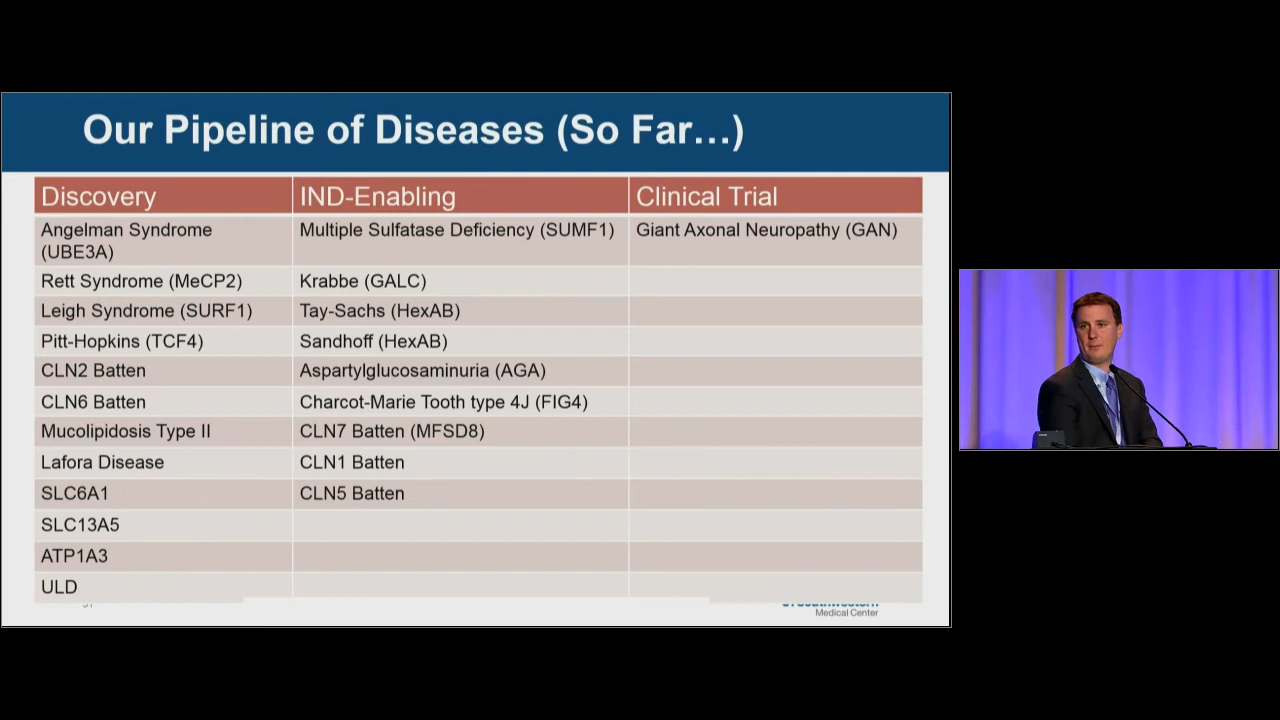 Our Pipeline of Diseases (So Far…)
Discovery IND-Enabling Clinical Trial
Angelman Syndrome (UBE3A) Multiple Sulfatase Deficiency (SUMF1) Giant Axonal Neuropathy (GAN)
Rett Syndrome (MeCP2) Krabbe (GALC)
Leigh Syndrome (SURF1) Tay-Sachs (HexAB)
Pitt-Hopkins (TCF4) Sandhoff (HexAB)
CLN2 Batten Aspartylglucosaminuria (AGA)
CLN6 Batten Charcot-Marie Tooth type 4J (FIG4)
Mucolipidosis Type II CLN7 Batten (MFSD8)
Lafora Disease CLN1 Batten
SLC6A1 CLN5 Batten
SLC13A5
ATP1A3
ULD
Medical Center